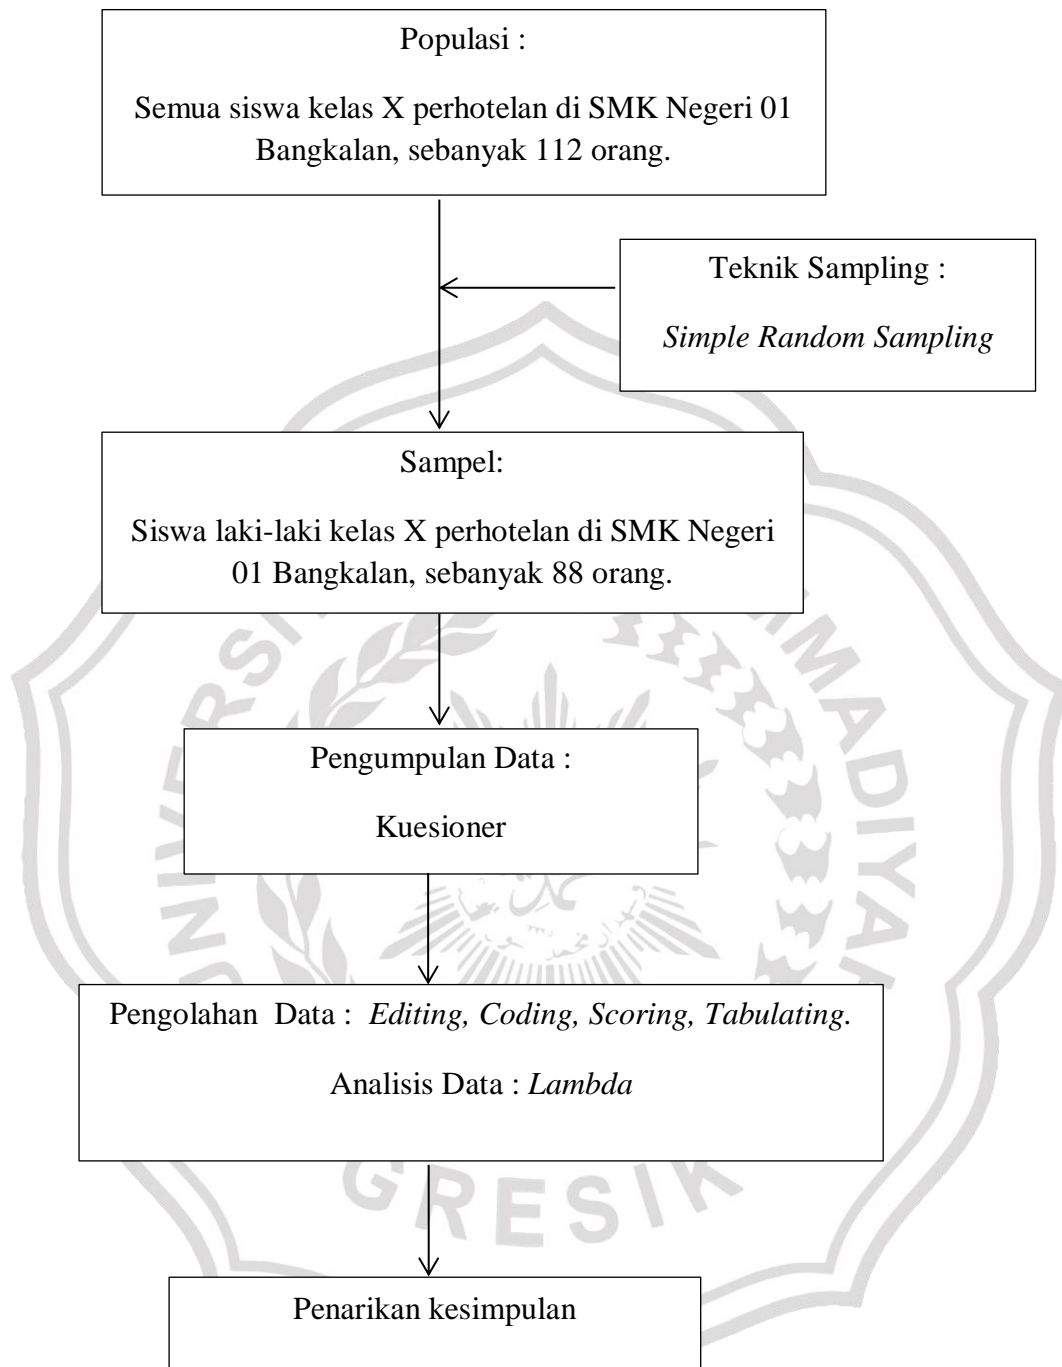 Populasi :
Semua siswa kelas X perhotelan di SMK Negeri 01
Bangkalan, sebanyak 112 orang.
Teknik Sampling :
Simple Random Sampling
Sampel:
Siswa laki-laki kelas X perhotelan di SMK Negeri
01 Bangkalan, sebanyak 88 orang.
Pengumpulan Data :
Kuesioner
Pengolahan  Data :  Editing, Coding, Scoring, Tabulating.
Analisis Data : Lambda
GRESIK
Penarikan kesimpulan